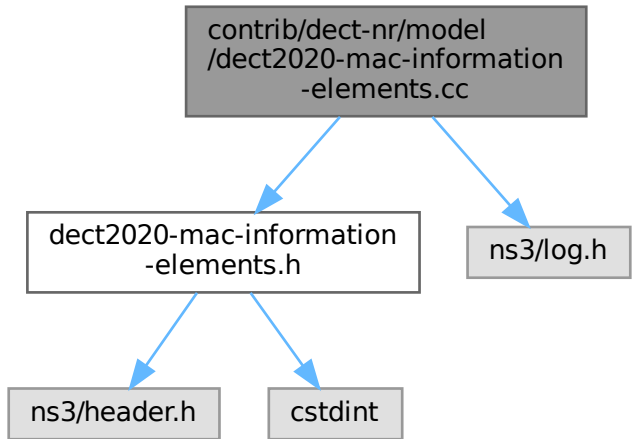 contrib/dect-nr/model
/dect2020-mac-information
-elements.cc
dect2020-mac-information
-elements.h
ns3/log.h
ns3/header.h
cstdint